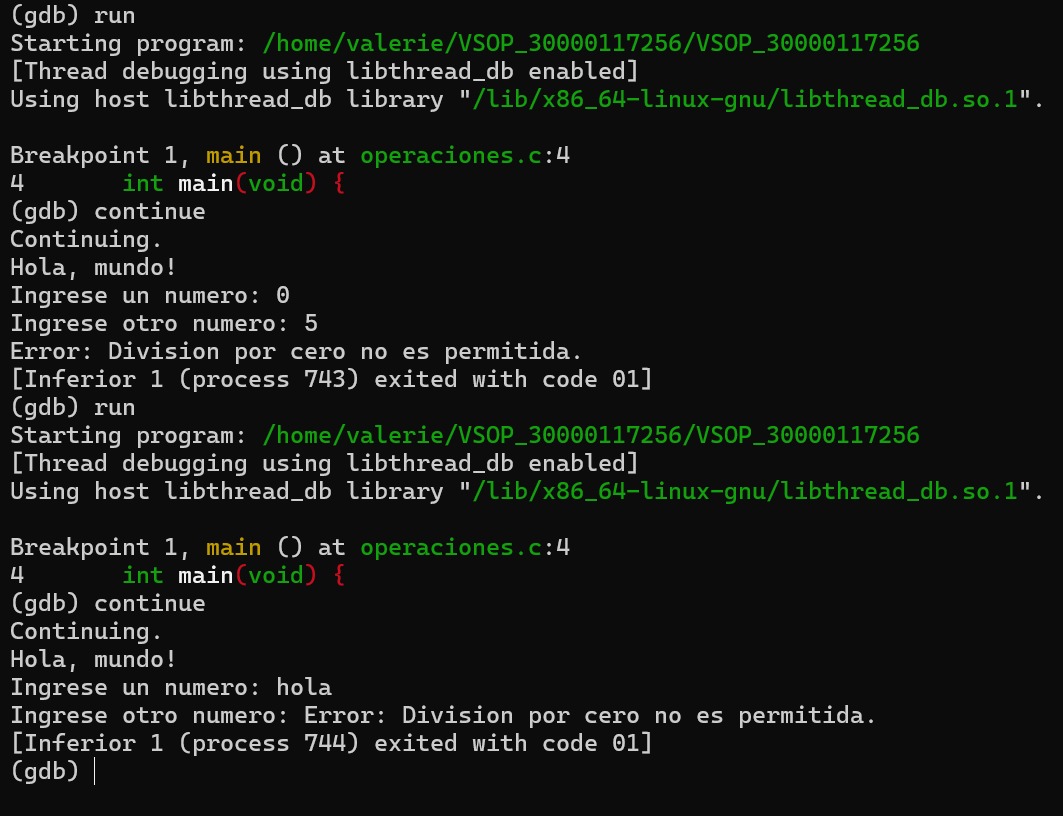 (gdb) run
Starting program: /home/valerie/VSOP_30000117256/VSOP_30000117256
[Thread debugging using libthread_db enabled]
Using host libthread_db library "/lib/x86_64-linux-gnu/libthread_db.so.1".
Breakpoint 1, main () at operaciones.c:4
4       int main(void) {
(gdb) continue
Continuing.
Hola, mundo!
Ingrese un numero: 0
Ingrese otro numero: 5
Error: Division por cero no es permitida.
[Inferior 1 (process 743) exited with code 01]
(gdb) run
Starting program: /home/valerie/VSOP_30000117256/VSOP_30000117256
[Thread debugging using libthread_db enabled]
Using host libthread_db library "/lib/x86_64-linux-gnu/libthread_db.so.1".
Breakpoint 1, main () at operaciones.c:4
4       int main(void) {
(gdb) continue
Continuing.
Hola, mundo!
Ingrese un numero: hola
Ingrese otro numero: Error: Division por cero no es permitida.
[Inferior 1 (process 744) exited with code 01]
(gdb)